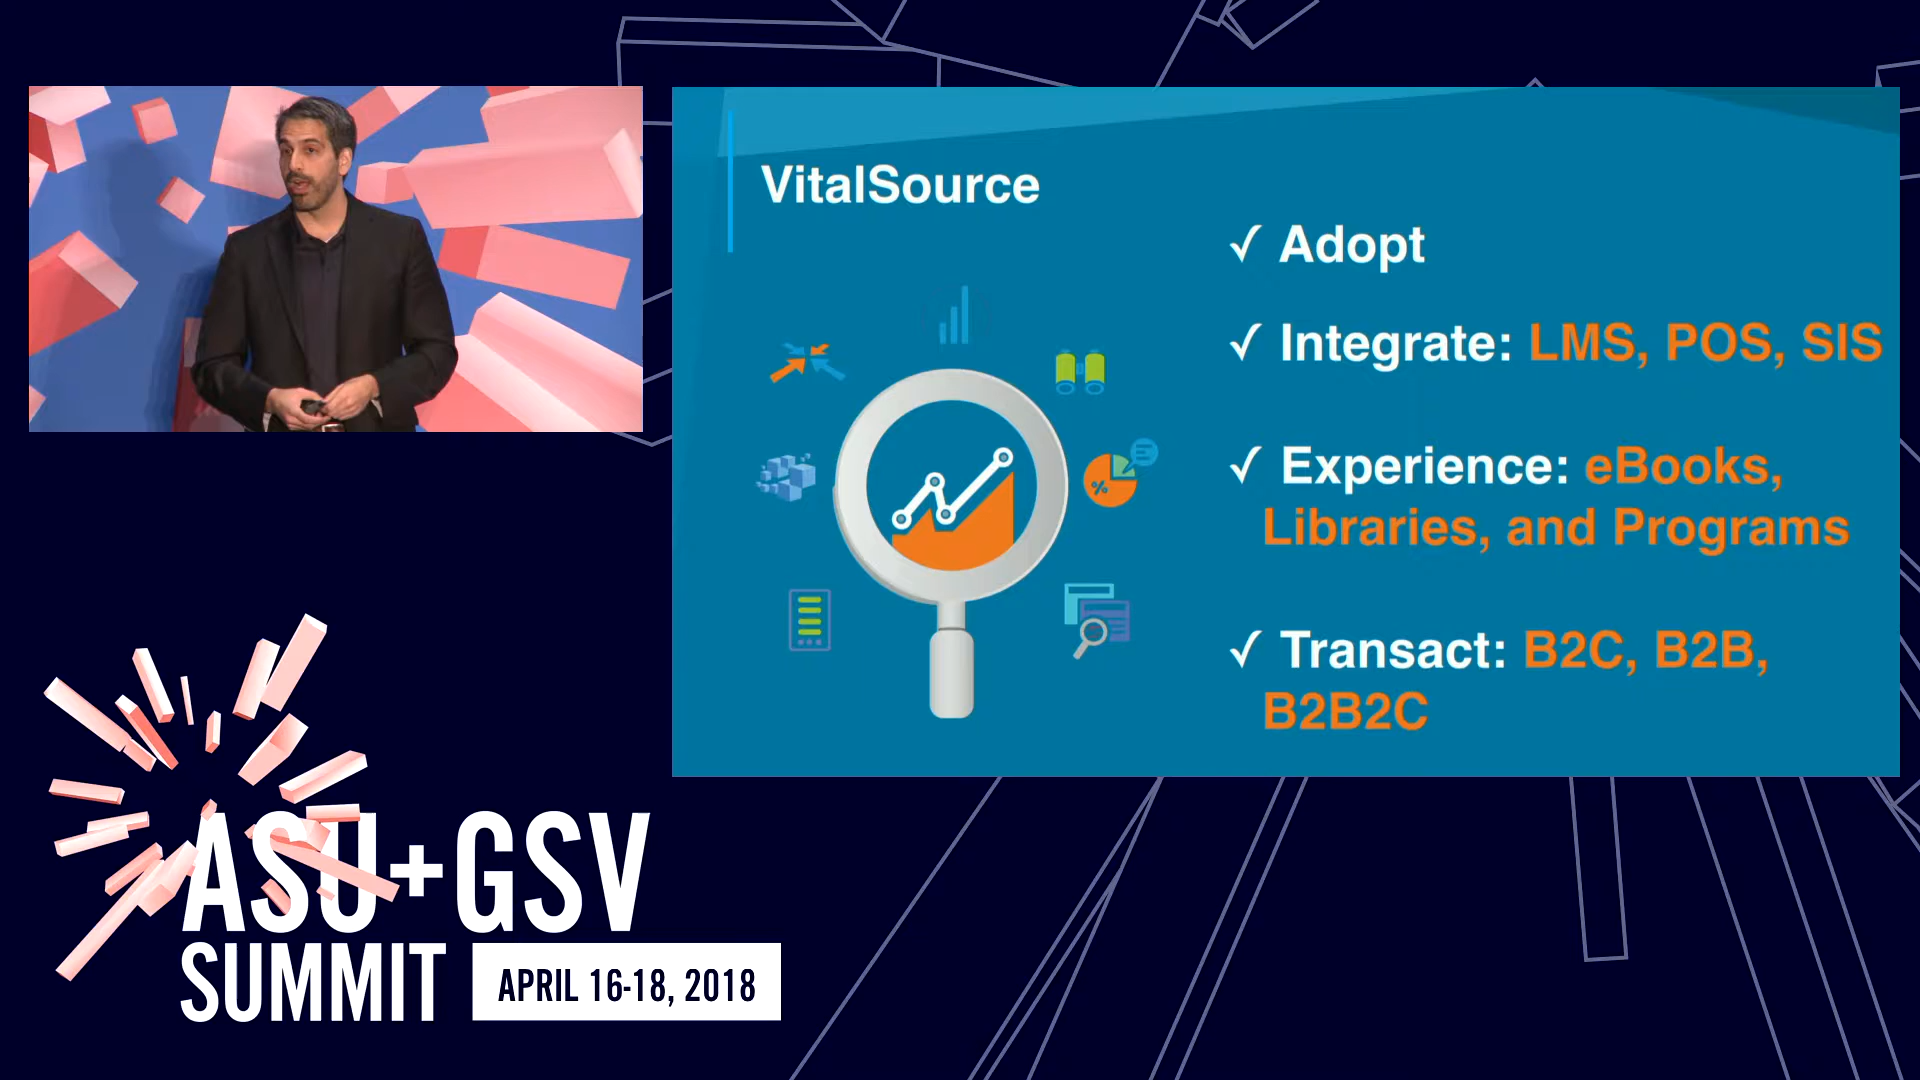 VitalSource
✓ Adopt
✓ Integrate: LMS, POS, SIS
✓ Experience: eBooks,
Libraries, and Programs
✓ Transact: B2C, B2B,
B2B2C
%
ASU+GSV
SUMMIT
APRIL 16-18, 2018